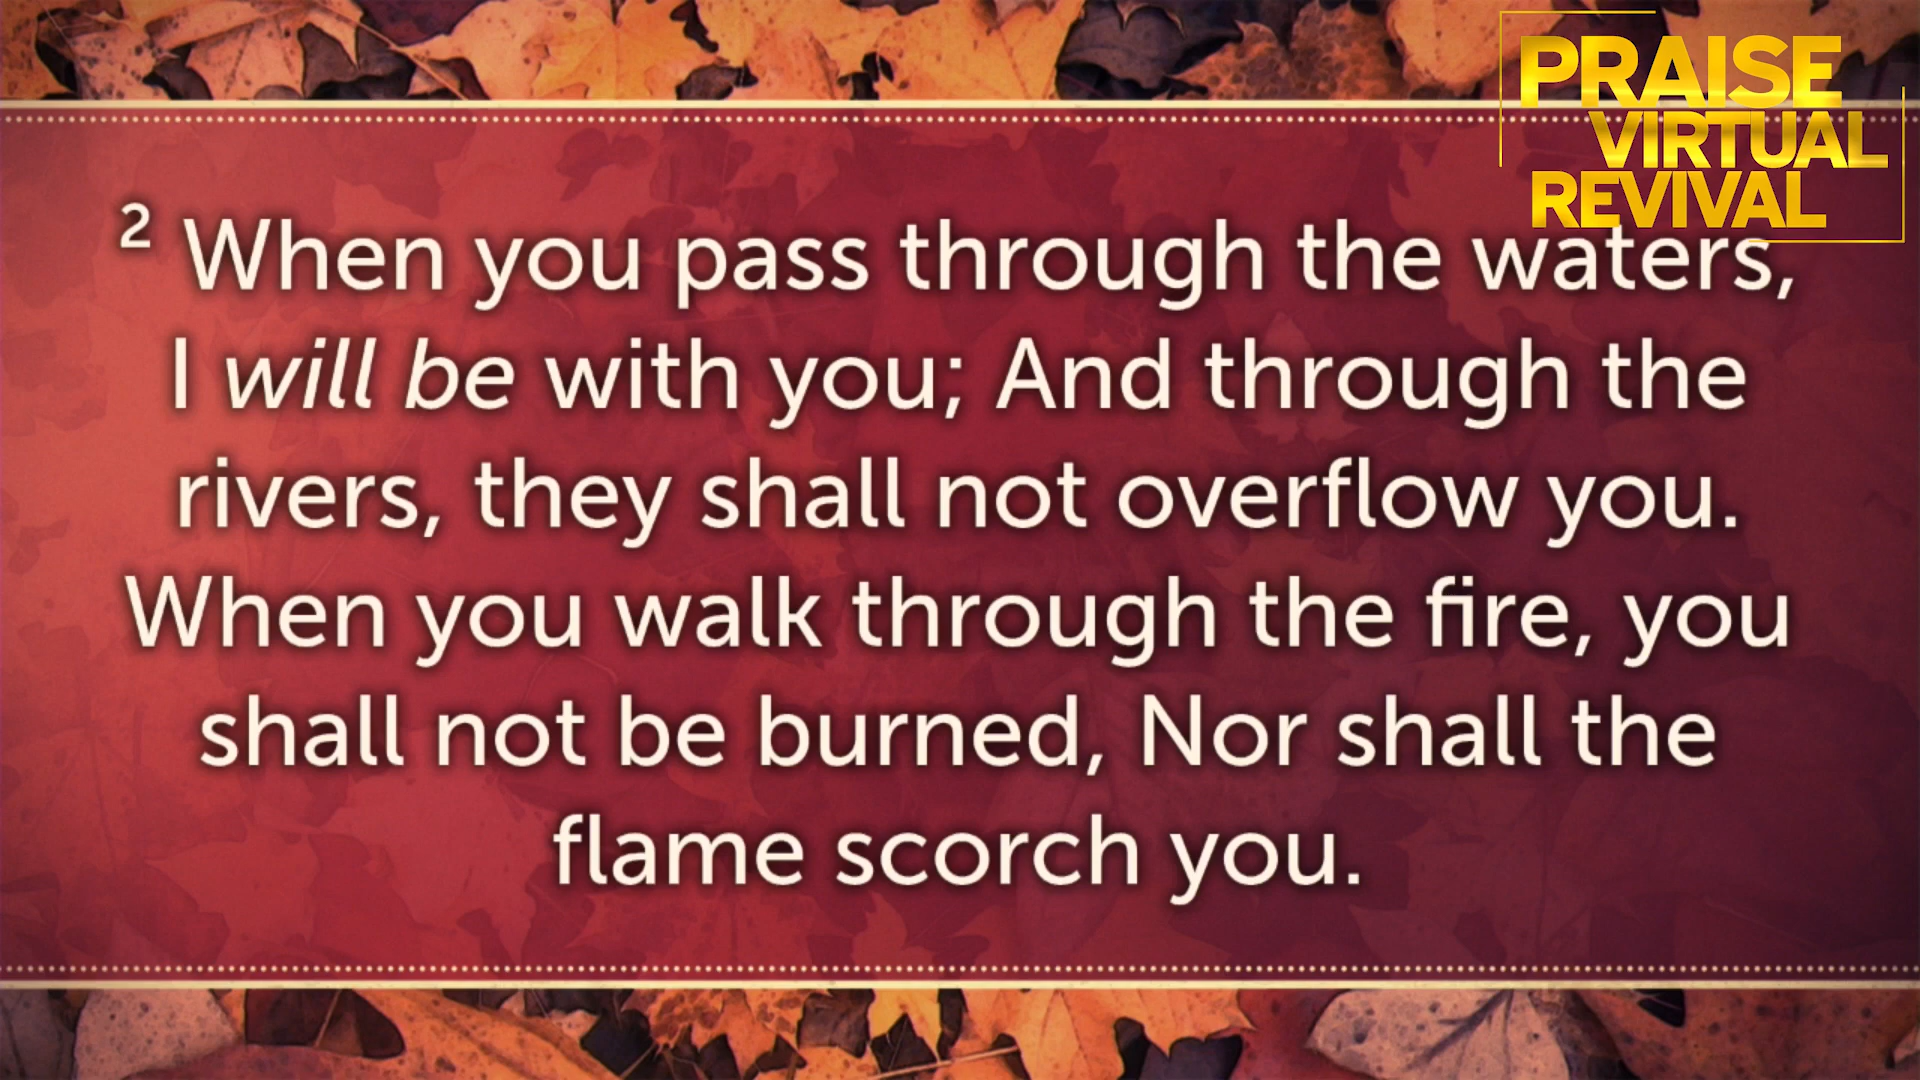 PRAISE
VIRTUAL
REVIVAL
² When you pass through the waters,
I will be with you; And through the
rivers, they shall not overflow you.
When you walk through the fire, you
shall not be burned, Nor shall the
flame scorch you.